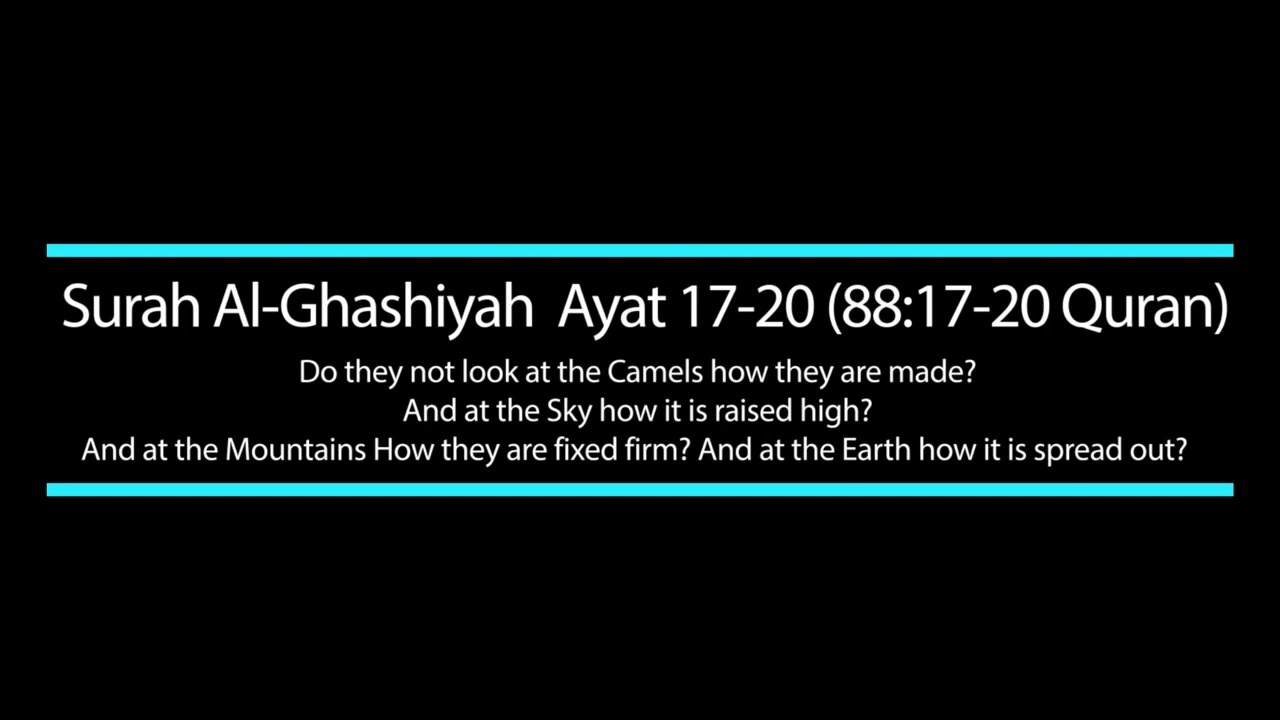 Surah Al-Ghashiyah Ayat 17-20 (88:17-20 Quran)
Do they not look at the Camels how they are made?
And at the Sky how it is raised high?
And at the Mountains How they are fixed firm? And at the Earth how it is spread out?